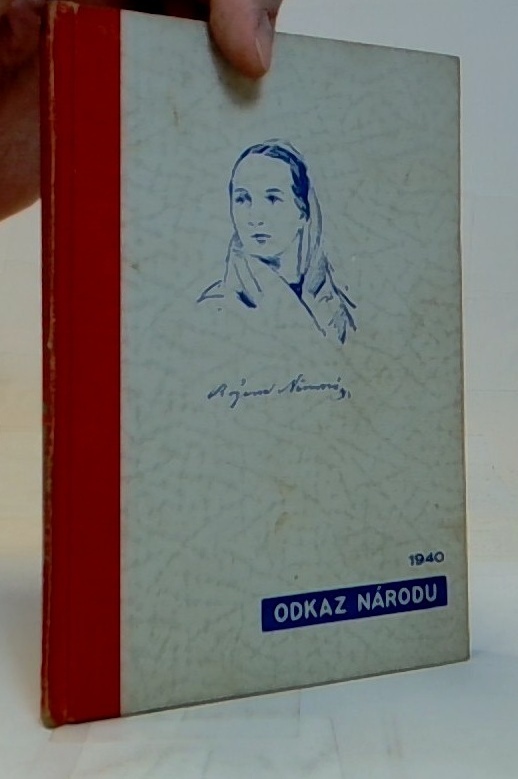 Božena Němcová
1940
ODKAZ NÁRODU